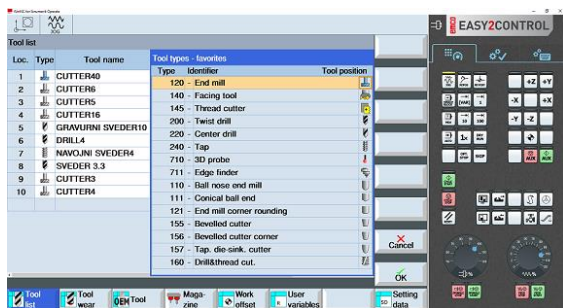 EASY2CONTROL
JOG
Tool list
Loc. Type Tool name
1 CUTTER40
2 CUTTER6
3 CUTTER5
4 CUTTER16
5 GRAVURNI SVEDER10
6 DRILL4
7 NAVOJNI SVEDER4
8 SVEDER 3.3
9 CUTTER3
10 CUTTER4
Tool types - favorites
Type Identifier Tool position
120 - End mill
140 - Facing tool
145 - Thread cutter
200 - Twist drill
220 - Center drill
240 - Tap
710 - 3D probe
711 - Edge finder
110 - Ball nose end mill
111 - Conical ball end
121 - End mill corner rounding
155 - Bevelled cutter
156 - Bevelled cutter corner
157 - Tap. die-sink. cutter
160 - Drill&thread cut.
Cancel
OK
+Z +Y
-X +X
-Y -Z
Tool list
Tool wear
OEM Tool
Magazine
Work offset
User variables
Setting data